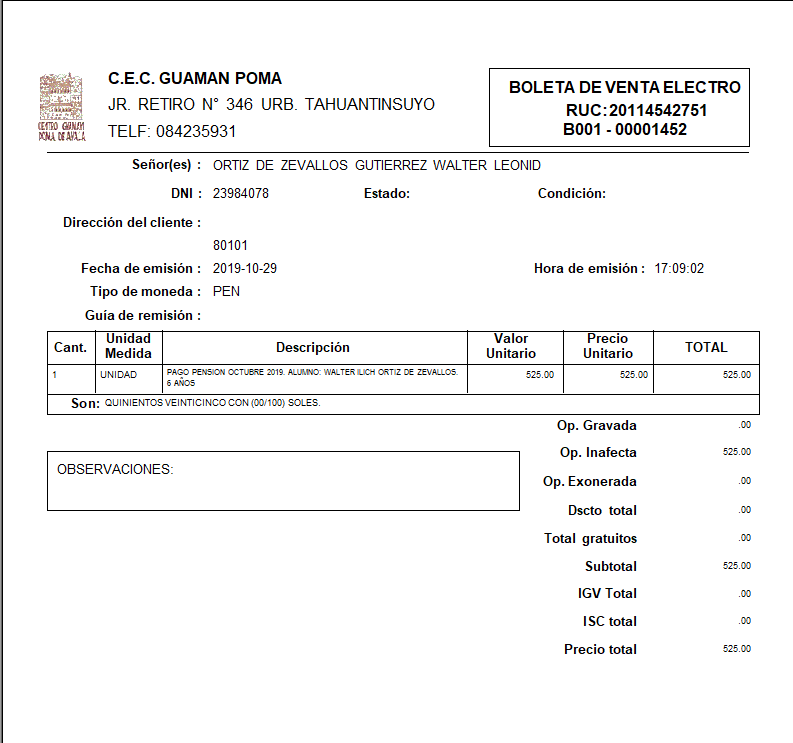 C.E.C. GUAMAN POMA
JR. RETIRO N° 346 URB. TAHUANTINSUYO
TELF: 084235931
CENTRO GUAMAN
POMA DE AYALA
BOLETA DE VENTA ELECTRO
RUC:20114542751
B001 - 00001452
Señor(es) : ORTIZ DE ZEVALLOS GUTIERREZ WALTER LEONID
DNI : 23984078 Estado: Condición:
Dirección del cliente :
80101
Fecha de emisión : 2019-10-29 Hora de emisión : 17:09:02
Tipo de moneda : PEN
Guía de remisión :
Cant. Unidad Medida Descripción Valor Unitario Precio Unitario TOTAL
1 UNIDAD PAGO PENSION OCTUBRE 2019. ALUMNO: WALTER ILICH ORTIZ DE ZEVALLOS. 525.00 525.00 525.00
6 AÑOS
Son: QUINIENTOS VEINTICINCO CON (00/100) SOLES.
Op. Gravada .00
Op. Inafecta 525.00
OBSERVACIONES:
Op. Exonerada .00
Dscto total .00
Total gratuitos .00
Subtotal 525.00
IGV Total .00
ISC total .00
Precio total 525.00